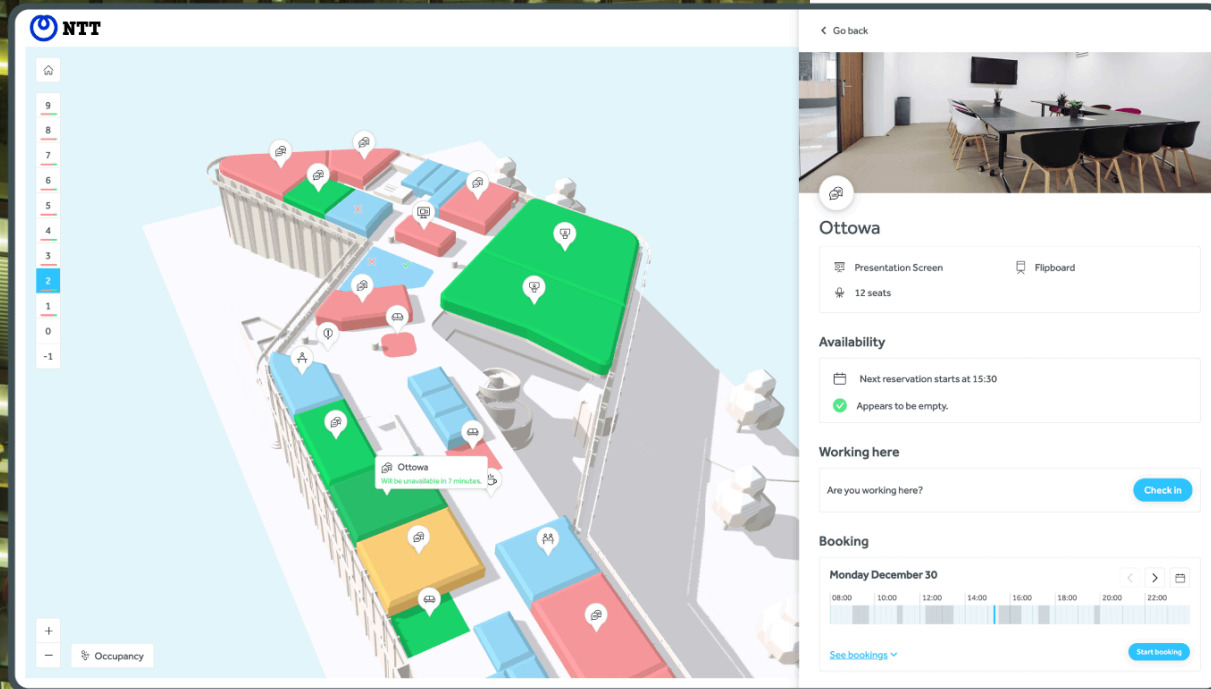 NTT
9
8
7
6
5
4
3
2
1
0
-1
Ottowa
Will be unavailable in 7 minutes.
+
−
Occupancy
Go back
Ottowa
Presentation Screen
Flipboard
12 seats
Availability
Next reservation starts at 15:30
Appears to be empty.
Working here
Are you working here?
Check in
Booking
Monday December 30
08:00 10:00 12:00 14:00 16:00 18:00 20:00 22:00
See bookings
Start booking